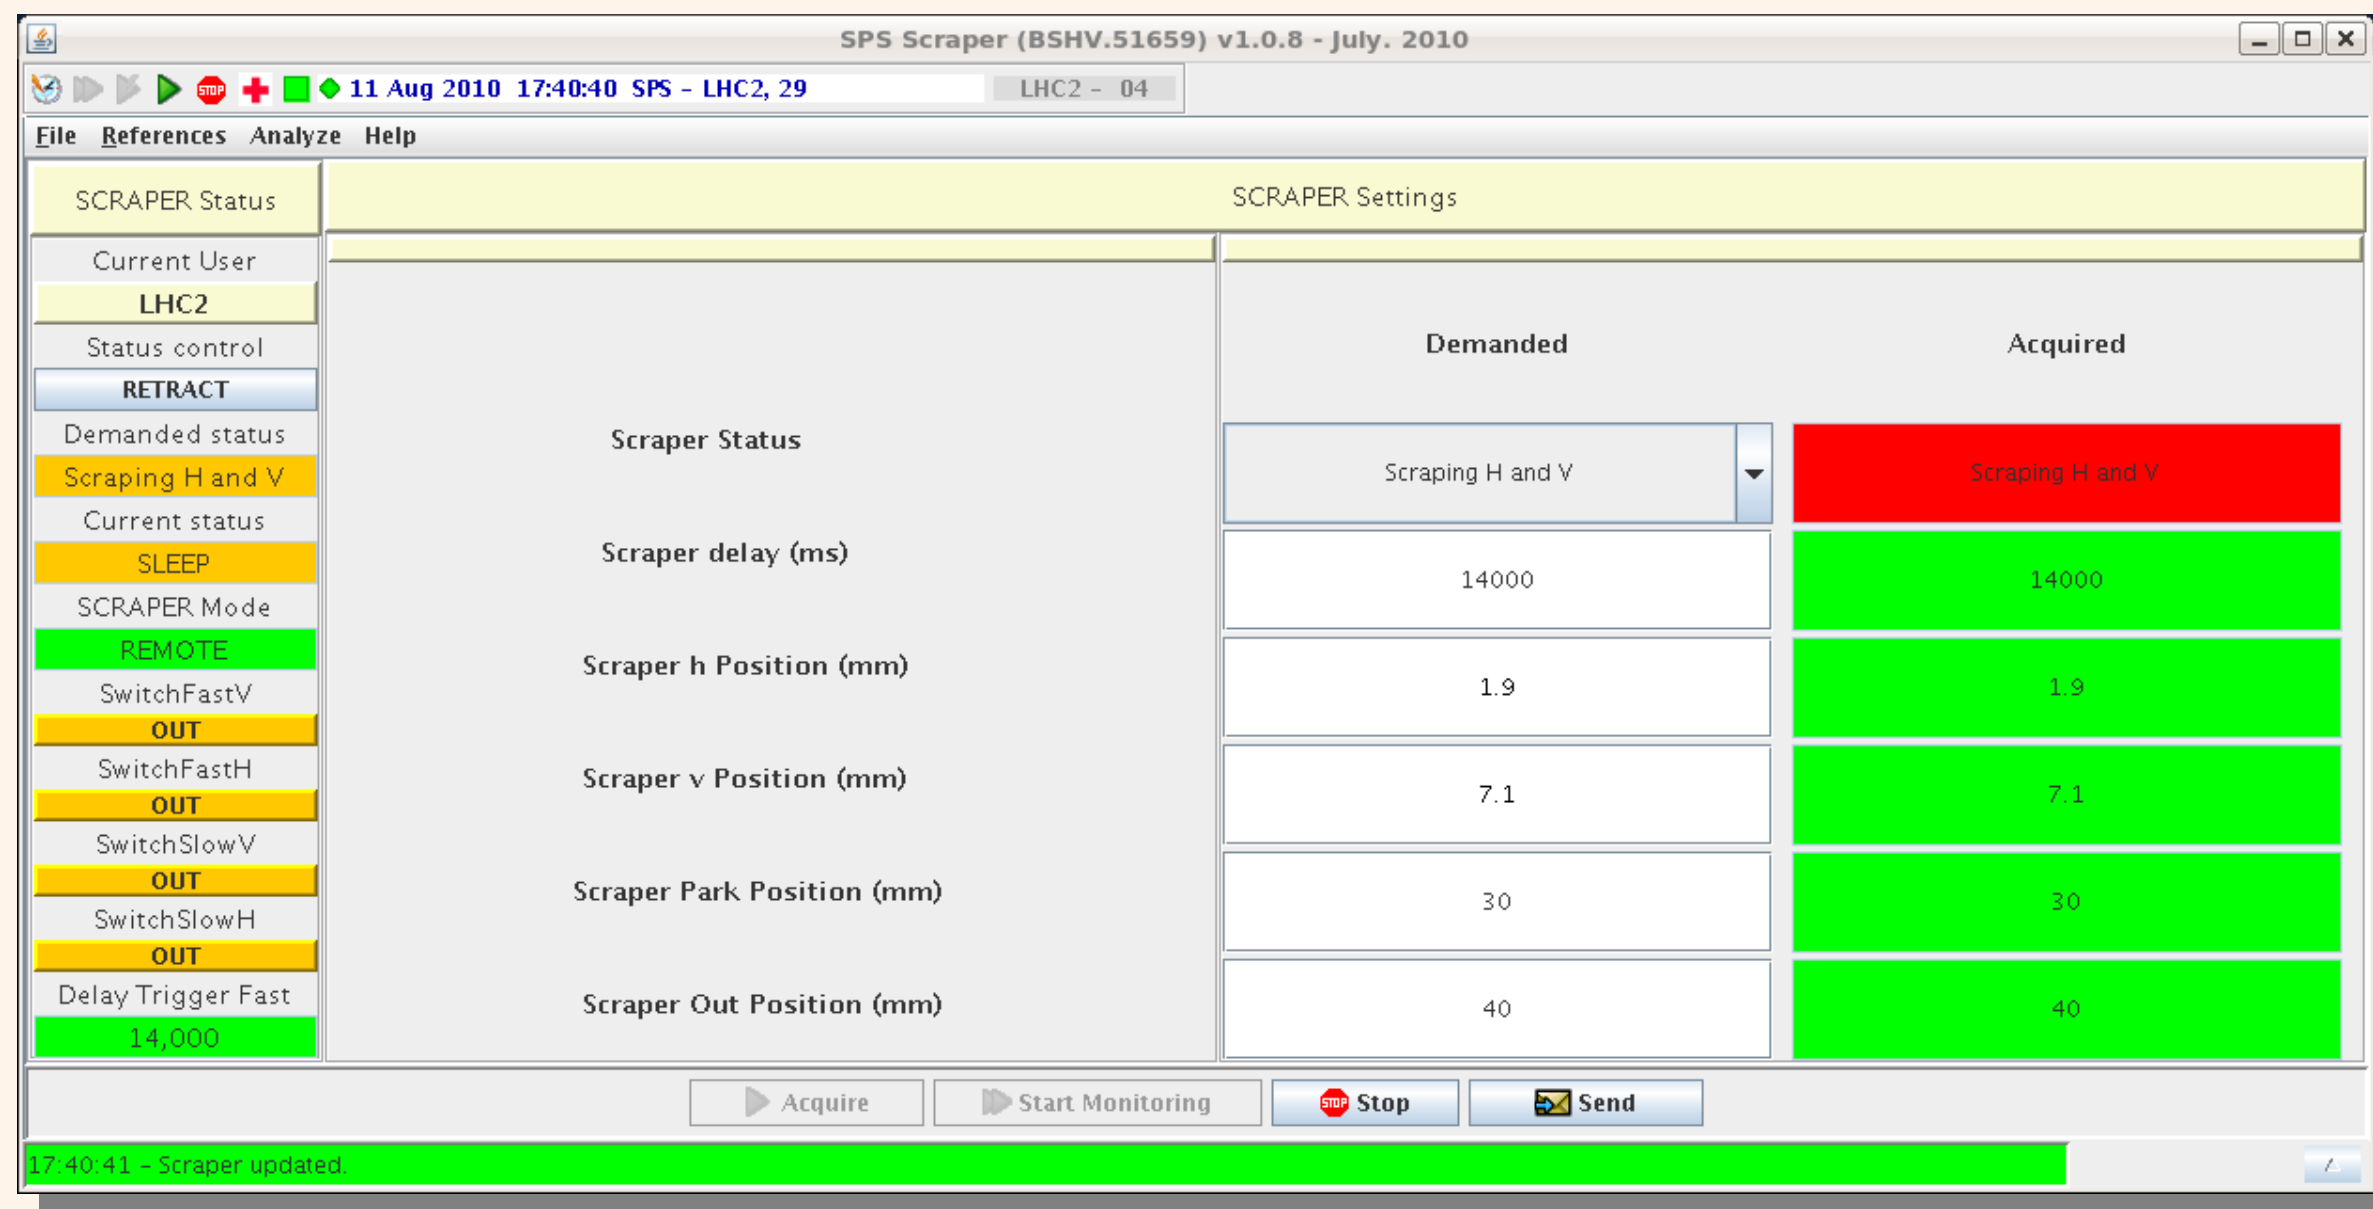 SPS Scraper (BSHV.51659) v1.0.8 - July. 2010
STOP 11 Aug 2010 17:40:40 SPS - LHC2, 29 LHC2 - 04
File References Analyze Help
SCRAPER Status
SCRAPER Settings
Current User
LHC2
Status control
RETRACT
Demanded status
Scraping H and V
Current status
SLEEP
SCRAPER Mode
REMOTE
SwitchFastV
OUT
SwitchFastH
OUT
SwitchSlowV
OUT
SwitchSlowH
OUT
Delay Trigger Fast
14,000
Demanded Acquired
Scraper Status Scraping H and V Scraping H and V
Scraper delay (ms) 14000 14000
Scraper h Position (mm) 1.9 1.9
Scraper v Position (mm) 7.1 7.1
Scraper Park Position (mm) 30 30
Scraper Out Position (mm) 40 40
Acquire Start Monitoring STOP Stop Send
17:40:41 - Scraper updated.